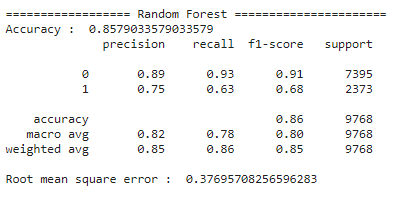 ================== Random Forest ======================
Accuracy :  0.8579033579033579
precision    recall  f1-score   support
0       0.89      0.93      0.91      7395
1       0.75      0.63      0.68      2373
accuracy                           0.86      9768
macro avg       0.82      0.78      0.80      9768
weighted avg       0.85      0.86      0.85      9768
Root mean square error :  0.37695708256596283